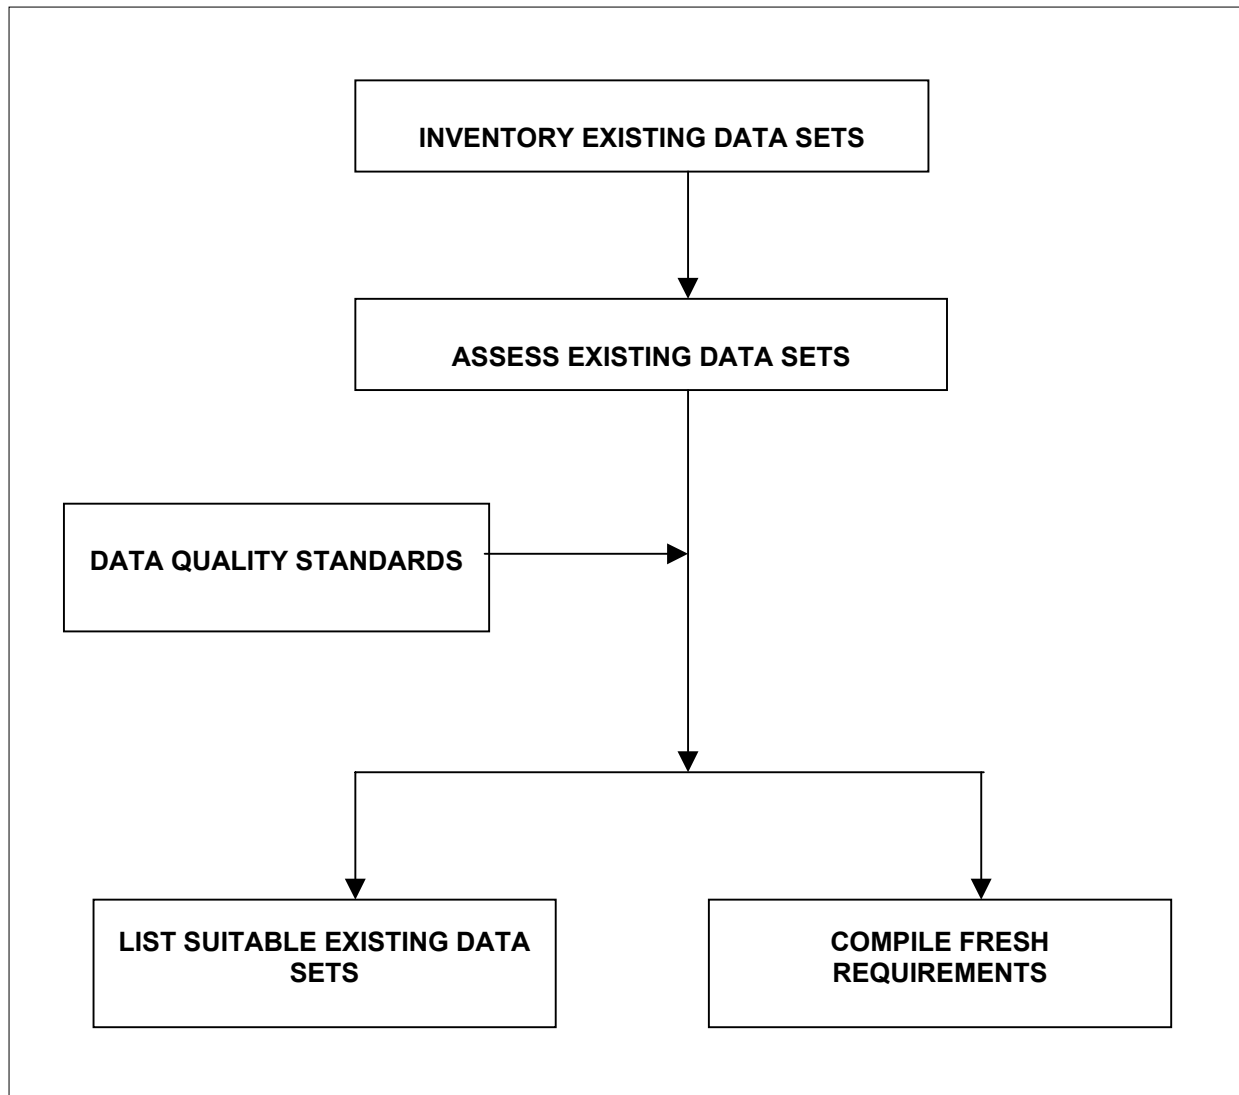 INVENTORY EXISTING DATA SETS
ASSESS EXISTING DATA SETS
DATA QUALITY STANDARDS
LIST SUITABLE EXISTING DATA
SETS
COMPILE FRESH
REQUIREMENTS